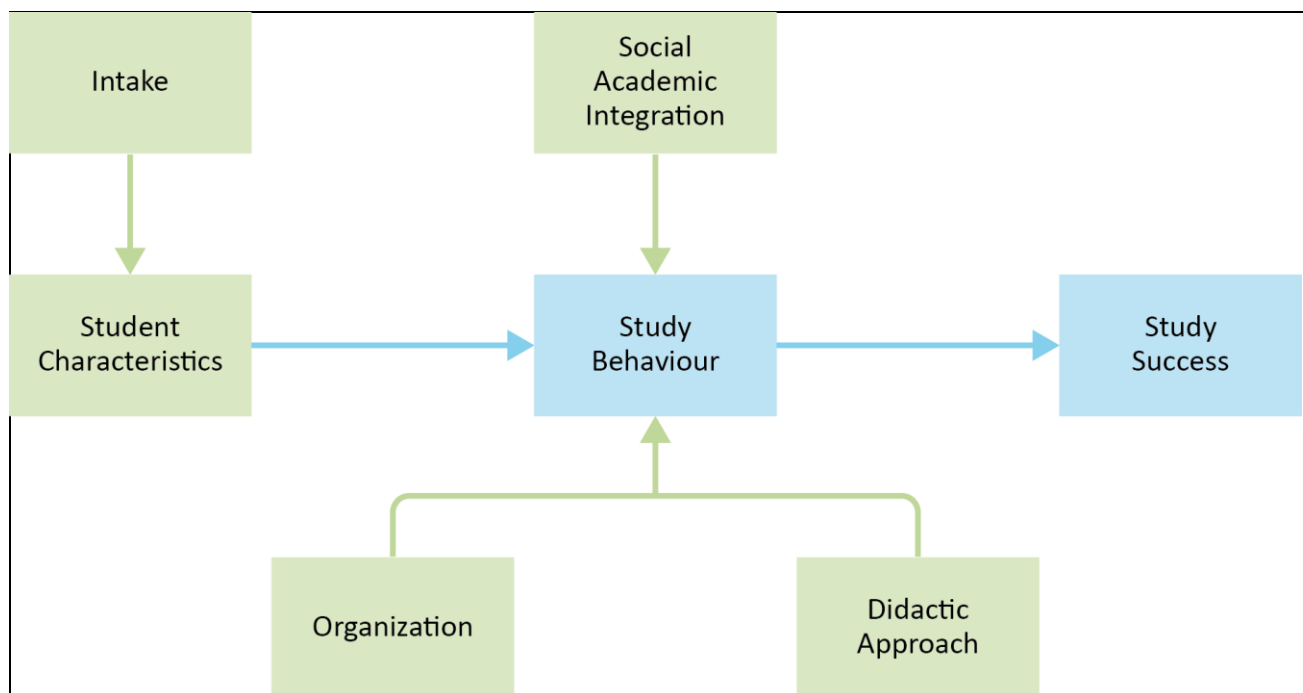 Intake
Social
Academic
Integration
Student
Characteristics
Study
Behaviour
Study
Success
Organization
Didactic
Approach